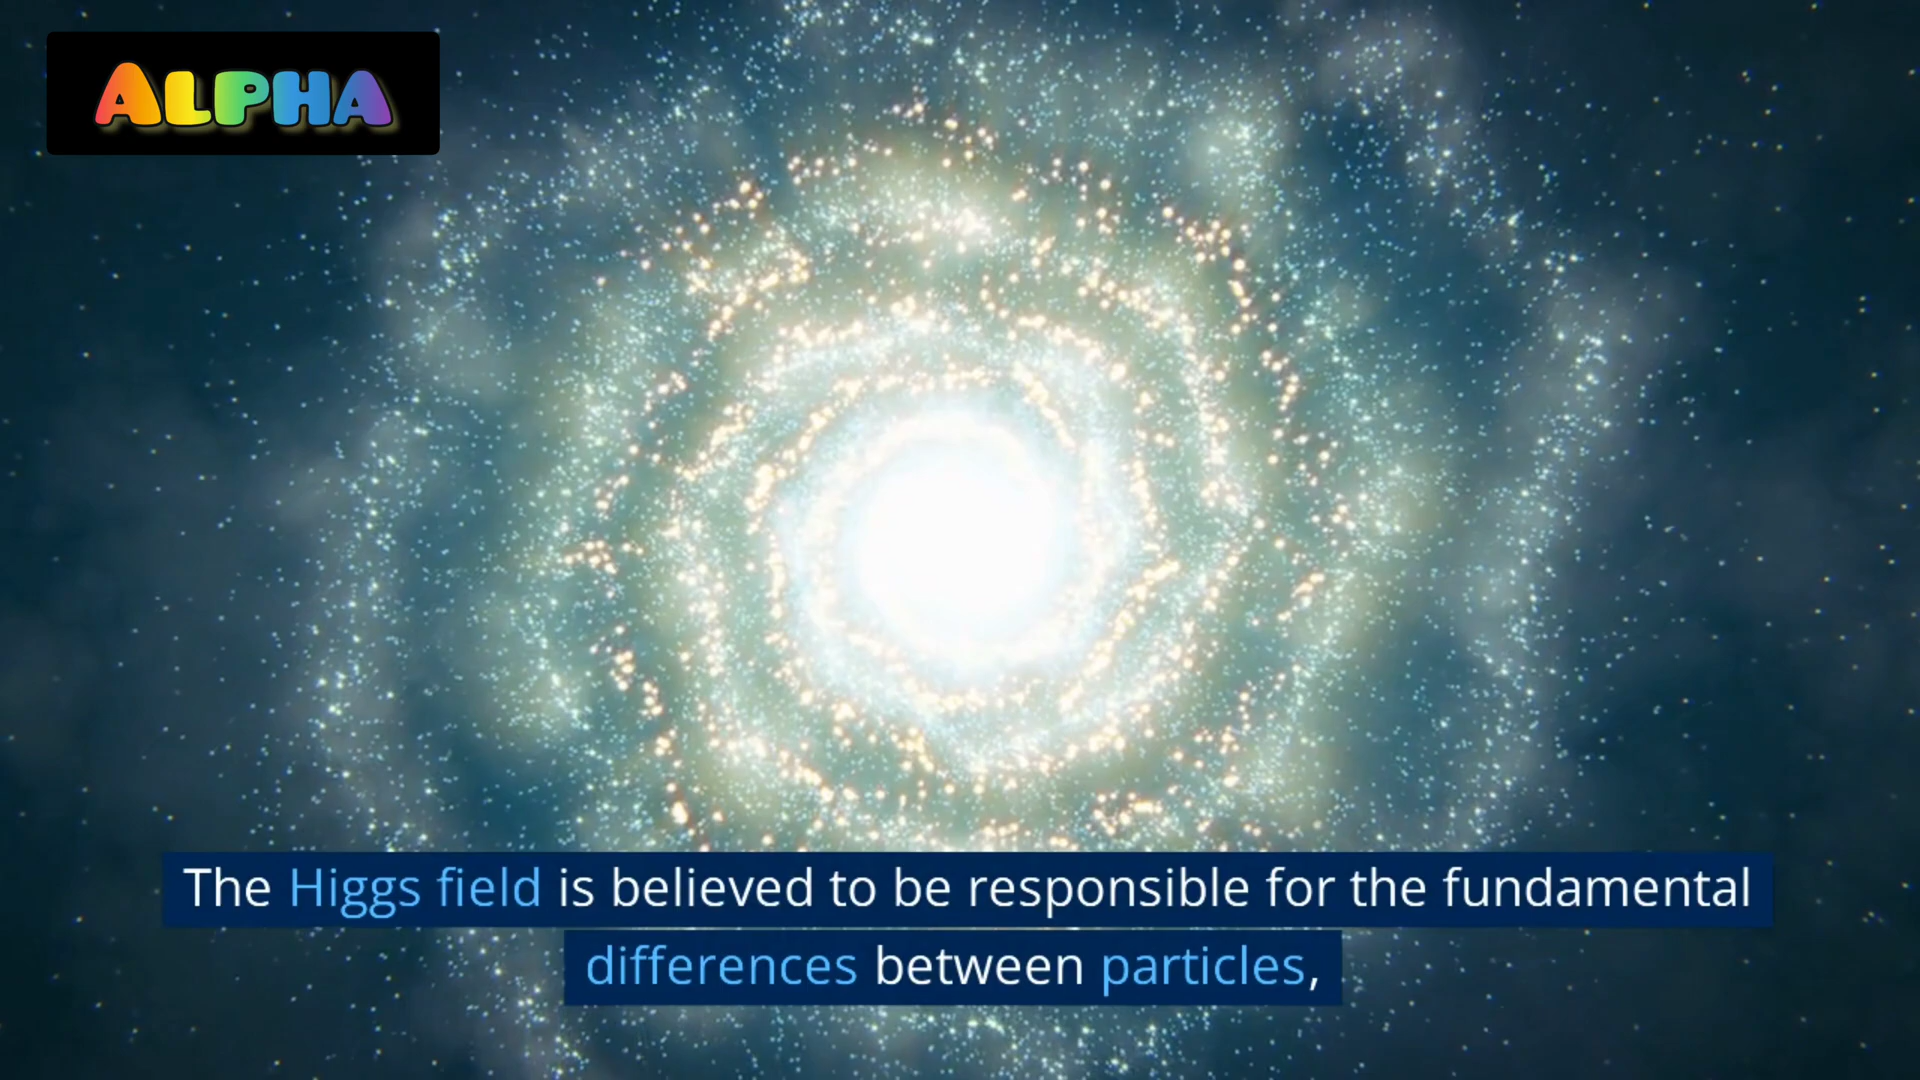 ALPHA
The Higgs field is believed to be responsible for the fundamental
differences between particles,